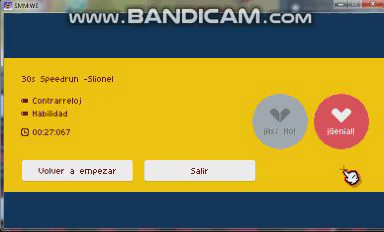 SMM:WE
www.BANDICAM.com
30s Speedrun -Slionel
Contrarreloj
Habilidad
00:27:067
¡Así No!
¡Genial!
Volver a empezar
Salir